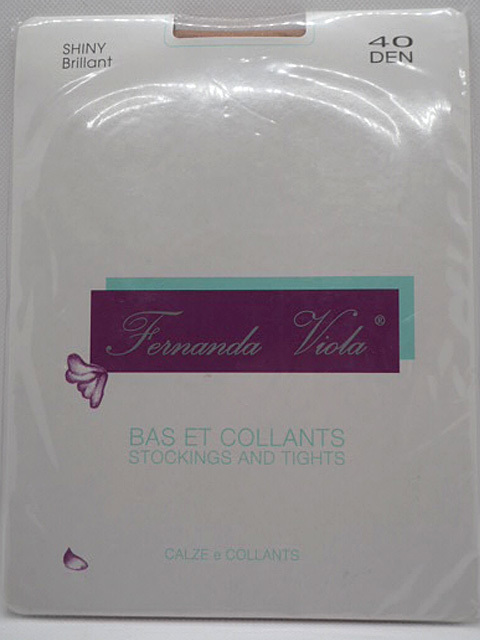 SHINY
Brillant
40
DEN
Fernanda Viola ®
BAS ET COLLANTS
STOCKINGS AND TIGHTS
CALZE e COLLANTS